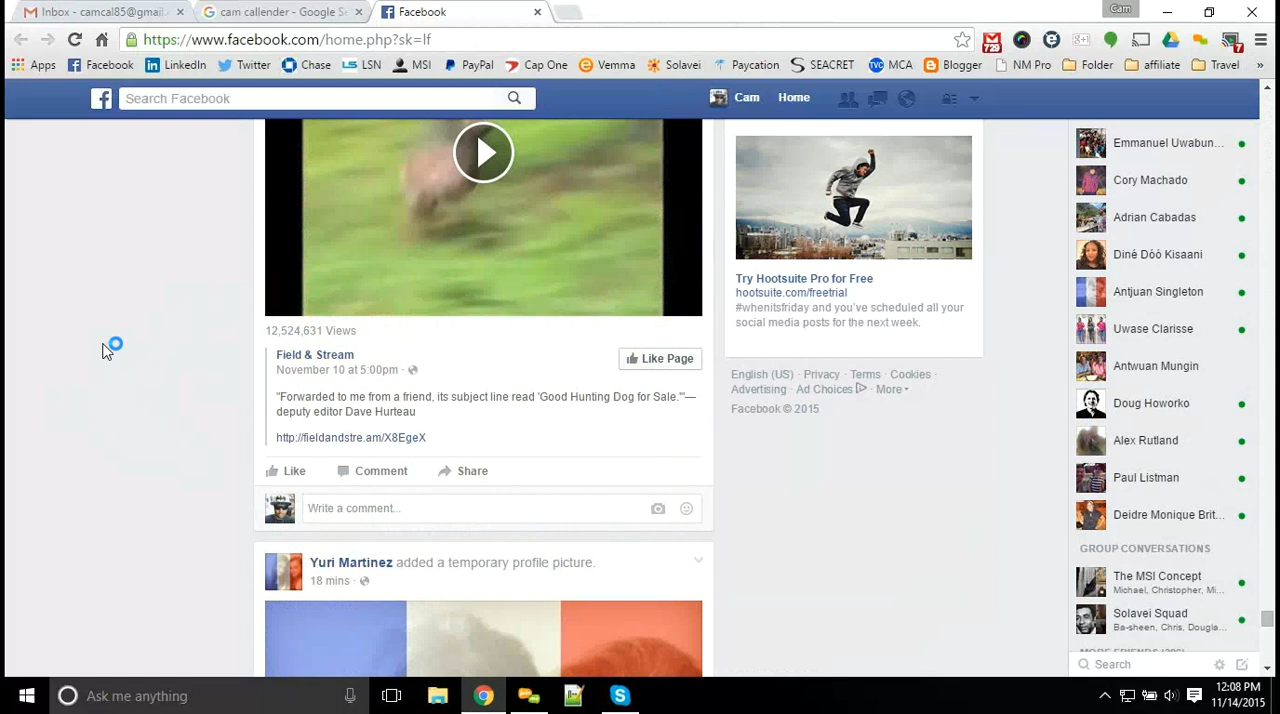 Inbox - camcal85@gmail.
cam callender - Google S
Facebook
Cam
https://www.facebook.com/home.php?sk=lf
729
7
Apps
Facebook
LinkedIn
Twitter
Chase
LSN
MSI
PayPal
Cap One
Vemma
Solavei
Paycation
SEACRET
MCA
Blogger
NM Pro
Folder
affiliate
Travel
»
Search Facebook
Cam
Home
12,524,631 Views
Field & Stream
Like Page
November 10 at 5:00pm ·
"Forwarded to me from a friend, its subject line read 'Good Hunting Dog for Sale.'"—
deputy editor Dave Hurteau
http://fieldandstre.am/X8EgeX
Like
Comment
Share
Write a comment...
Yuri Martinez added a temporary profile picture.
18 mins ·
Try Hootsuite Pro for Free
hootsuite.com/freetrial
#whenitsfriday and you've scheduled all your
social media posts for the next week.
English (US) · Privacy · Terms · Cookies ·
Advertising · Ad Choices · More
Facebook © 2015
Emmanuel Uwabun...
Cory Machado
Adrian Cabadas
Diné Dóó Kisaani
Antjuan Singleton
Uwase Clarisse
Antwuan Mungin
Doug Howorko
Alex Rutland
Paul Listman
Deidre Monique Brit...
GROUP CONVERSATIONS
The MSI Concept
Michael, Christopher, Mi...
Solavei Squad
Ba-sheen, Chris, Dougla...
Search
Ask me anything
12:08 PM
11/14/2015